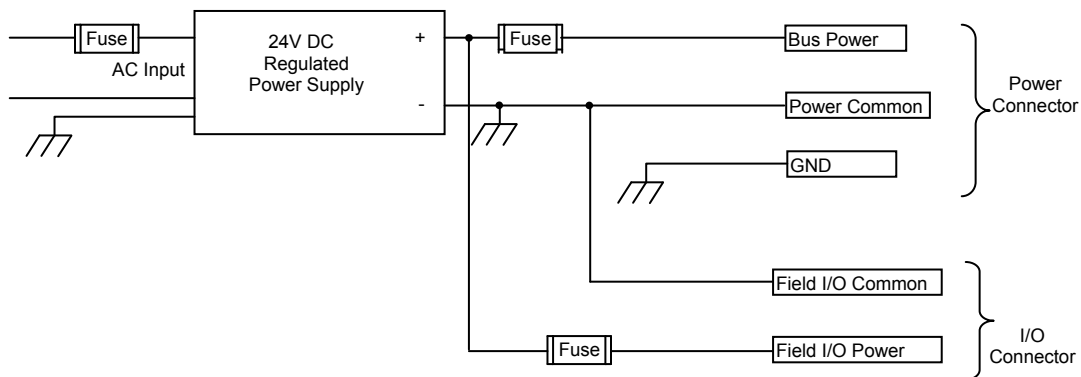 Fuse
AC Input
24V DC
Regulated
Power Supply
+
-
Fuse
Bus Power
Power Common
GND
Power
Connector
Field I/O Common
Fuse
Field I/O Power
I/O
Connector